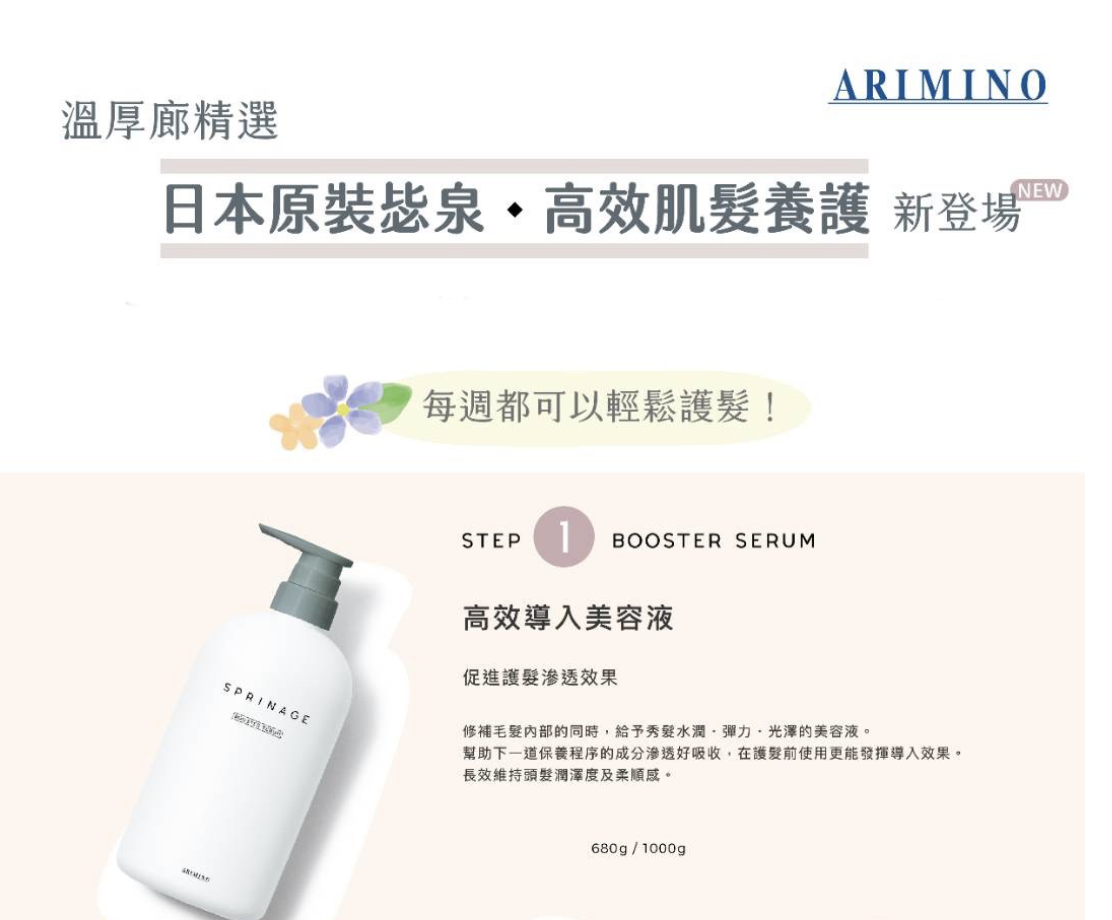 ARIMINO
溫厚廊精選
日本原裝毖泉・高效肌髮養護 新登場 NEW
每週都可以輕鬆護髮！
STEP 1 BOOSTER SERUM
高效導入美容液
促進護髮滲透效果
修補毛髮內部的同時，給予秀髮水潤・彈力・光澤的美容液。
幫助下一道保養程序的成分滲透好吸收，在護髮前使用更能發揮導入效果。
長效維持頭髮潤澤度及柔順感。
680g / 1000g
SPRINAGE
ARIMINO